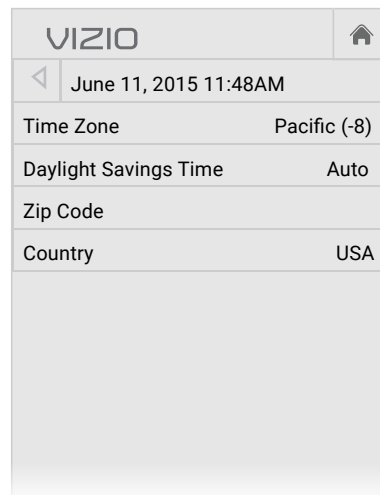 VIZIO
June 11, 2015 11:48AM
Time Zone Pacific (-8)
Daylight Savings Time Auto
Zip Code
Country USA